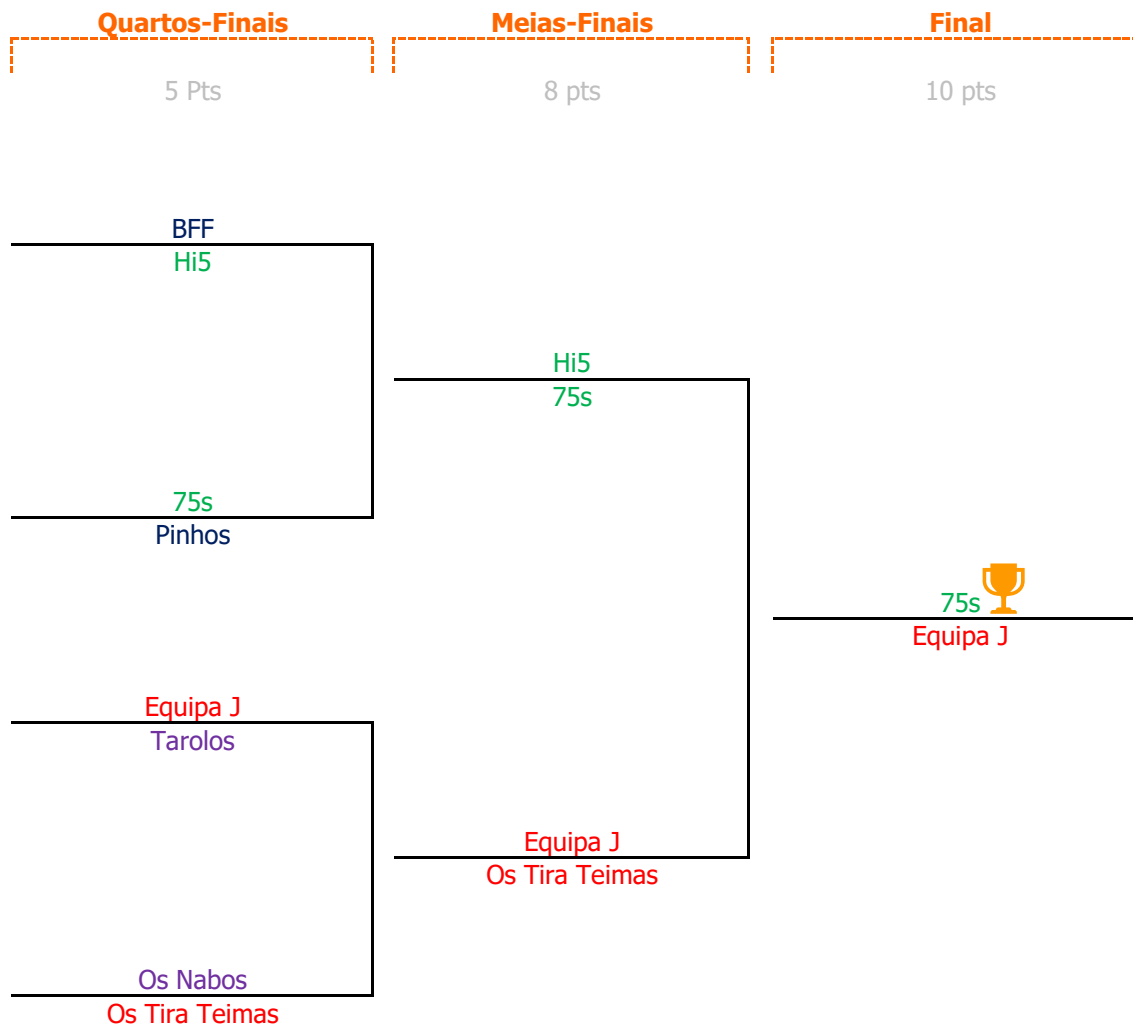 Quartos-Finais
Meias-Finais
Final
5 Pts
8 pts
10 pts
BFF
Hi5
Hi5
75s
75s
Pinhos
75s
Equipa J
Equipa J
Tarolos
Equipa J
Os Tira Teimas
Os Nabos
Os Tira Teimas